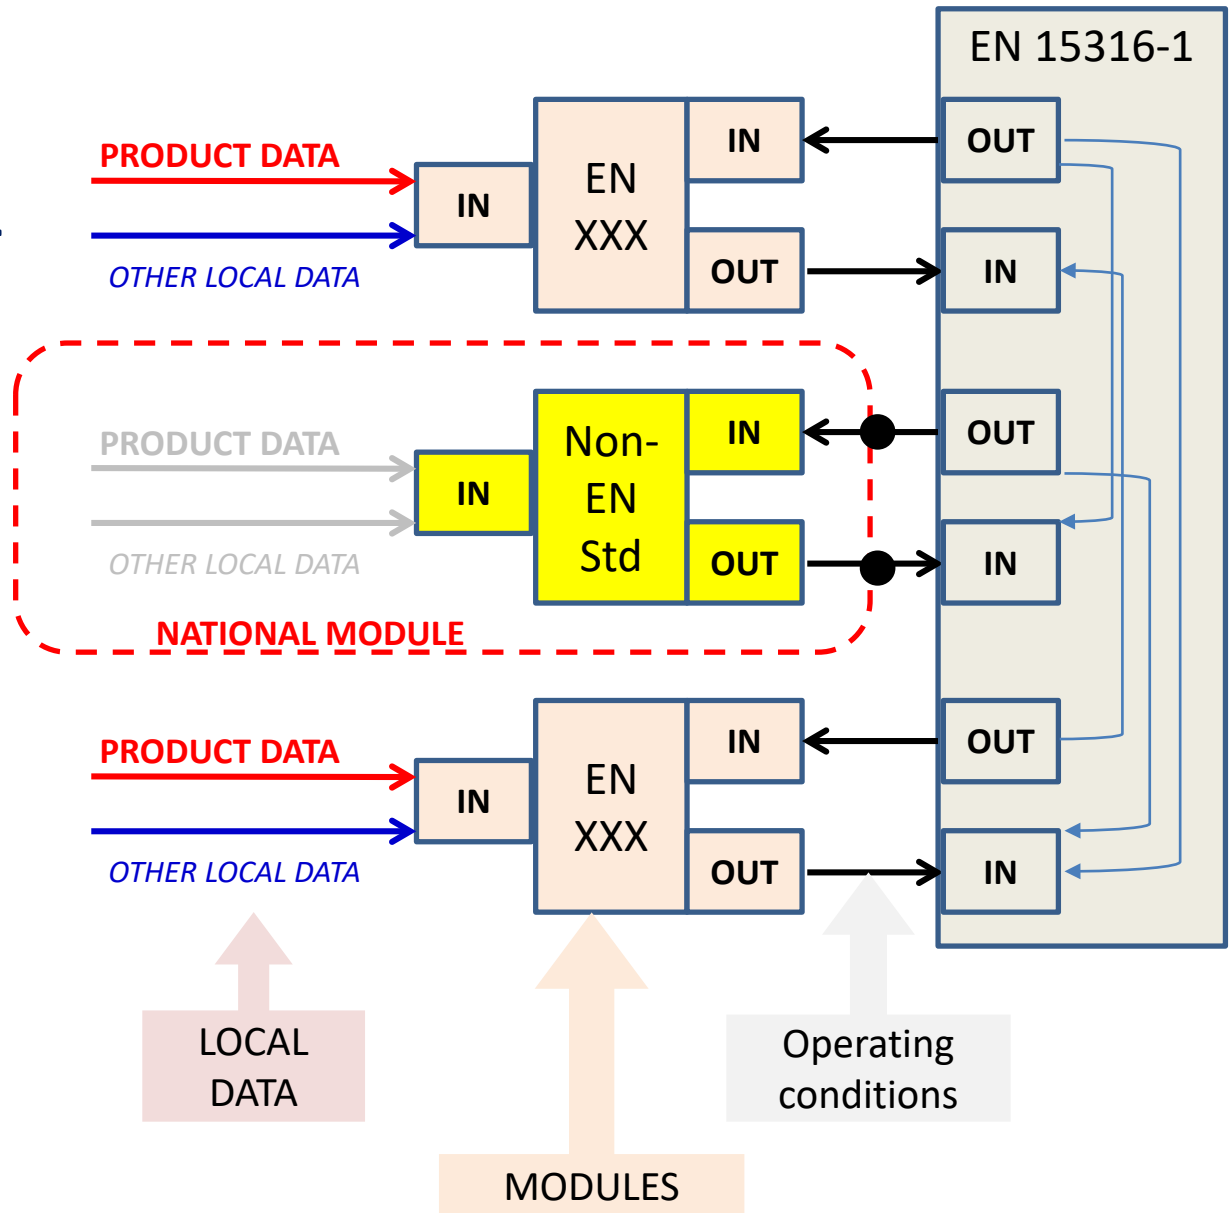 EN 15316-1
PRODUCT DATA
OTHER LOCAL DATA
IN
EN
XXX
IN
OUT
OUT
IN
PRODUCT DATA
OTHER LOCAL DATA
IN
Non-
EN
Std
IN
OUT
OUT
IN
NATIONAL MODULE
PRODUCT DATA
OTHER LOCAL DATA
IN
EN
XXX
IN
OUT
OUT
IN
LOCAL
DATA
Operating
conditions
MODULES